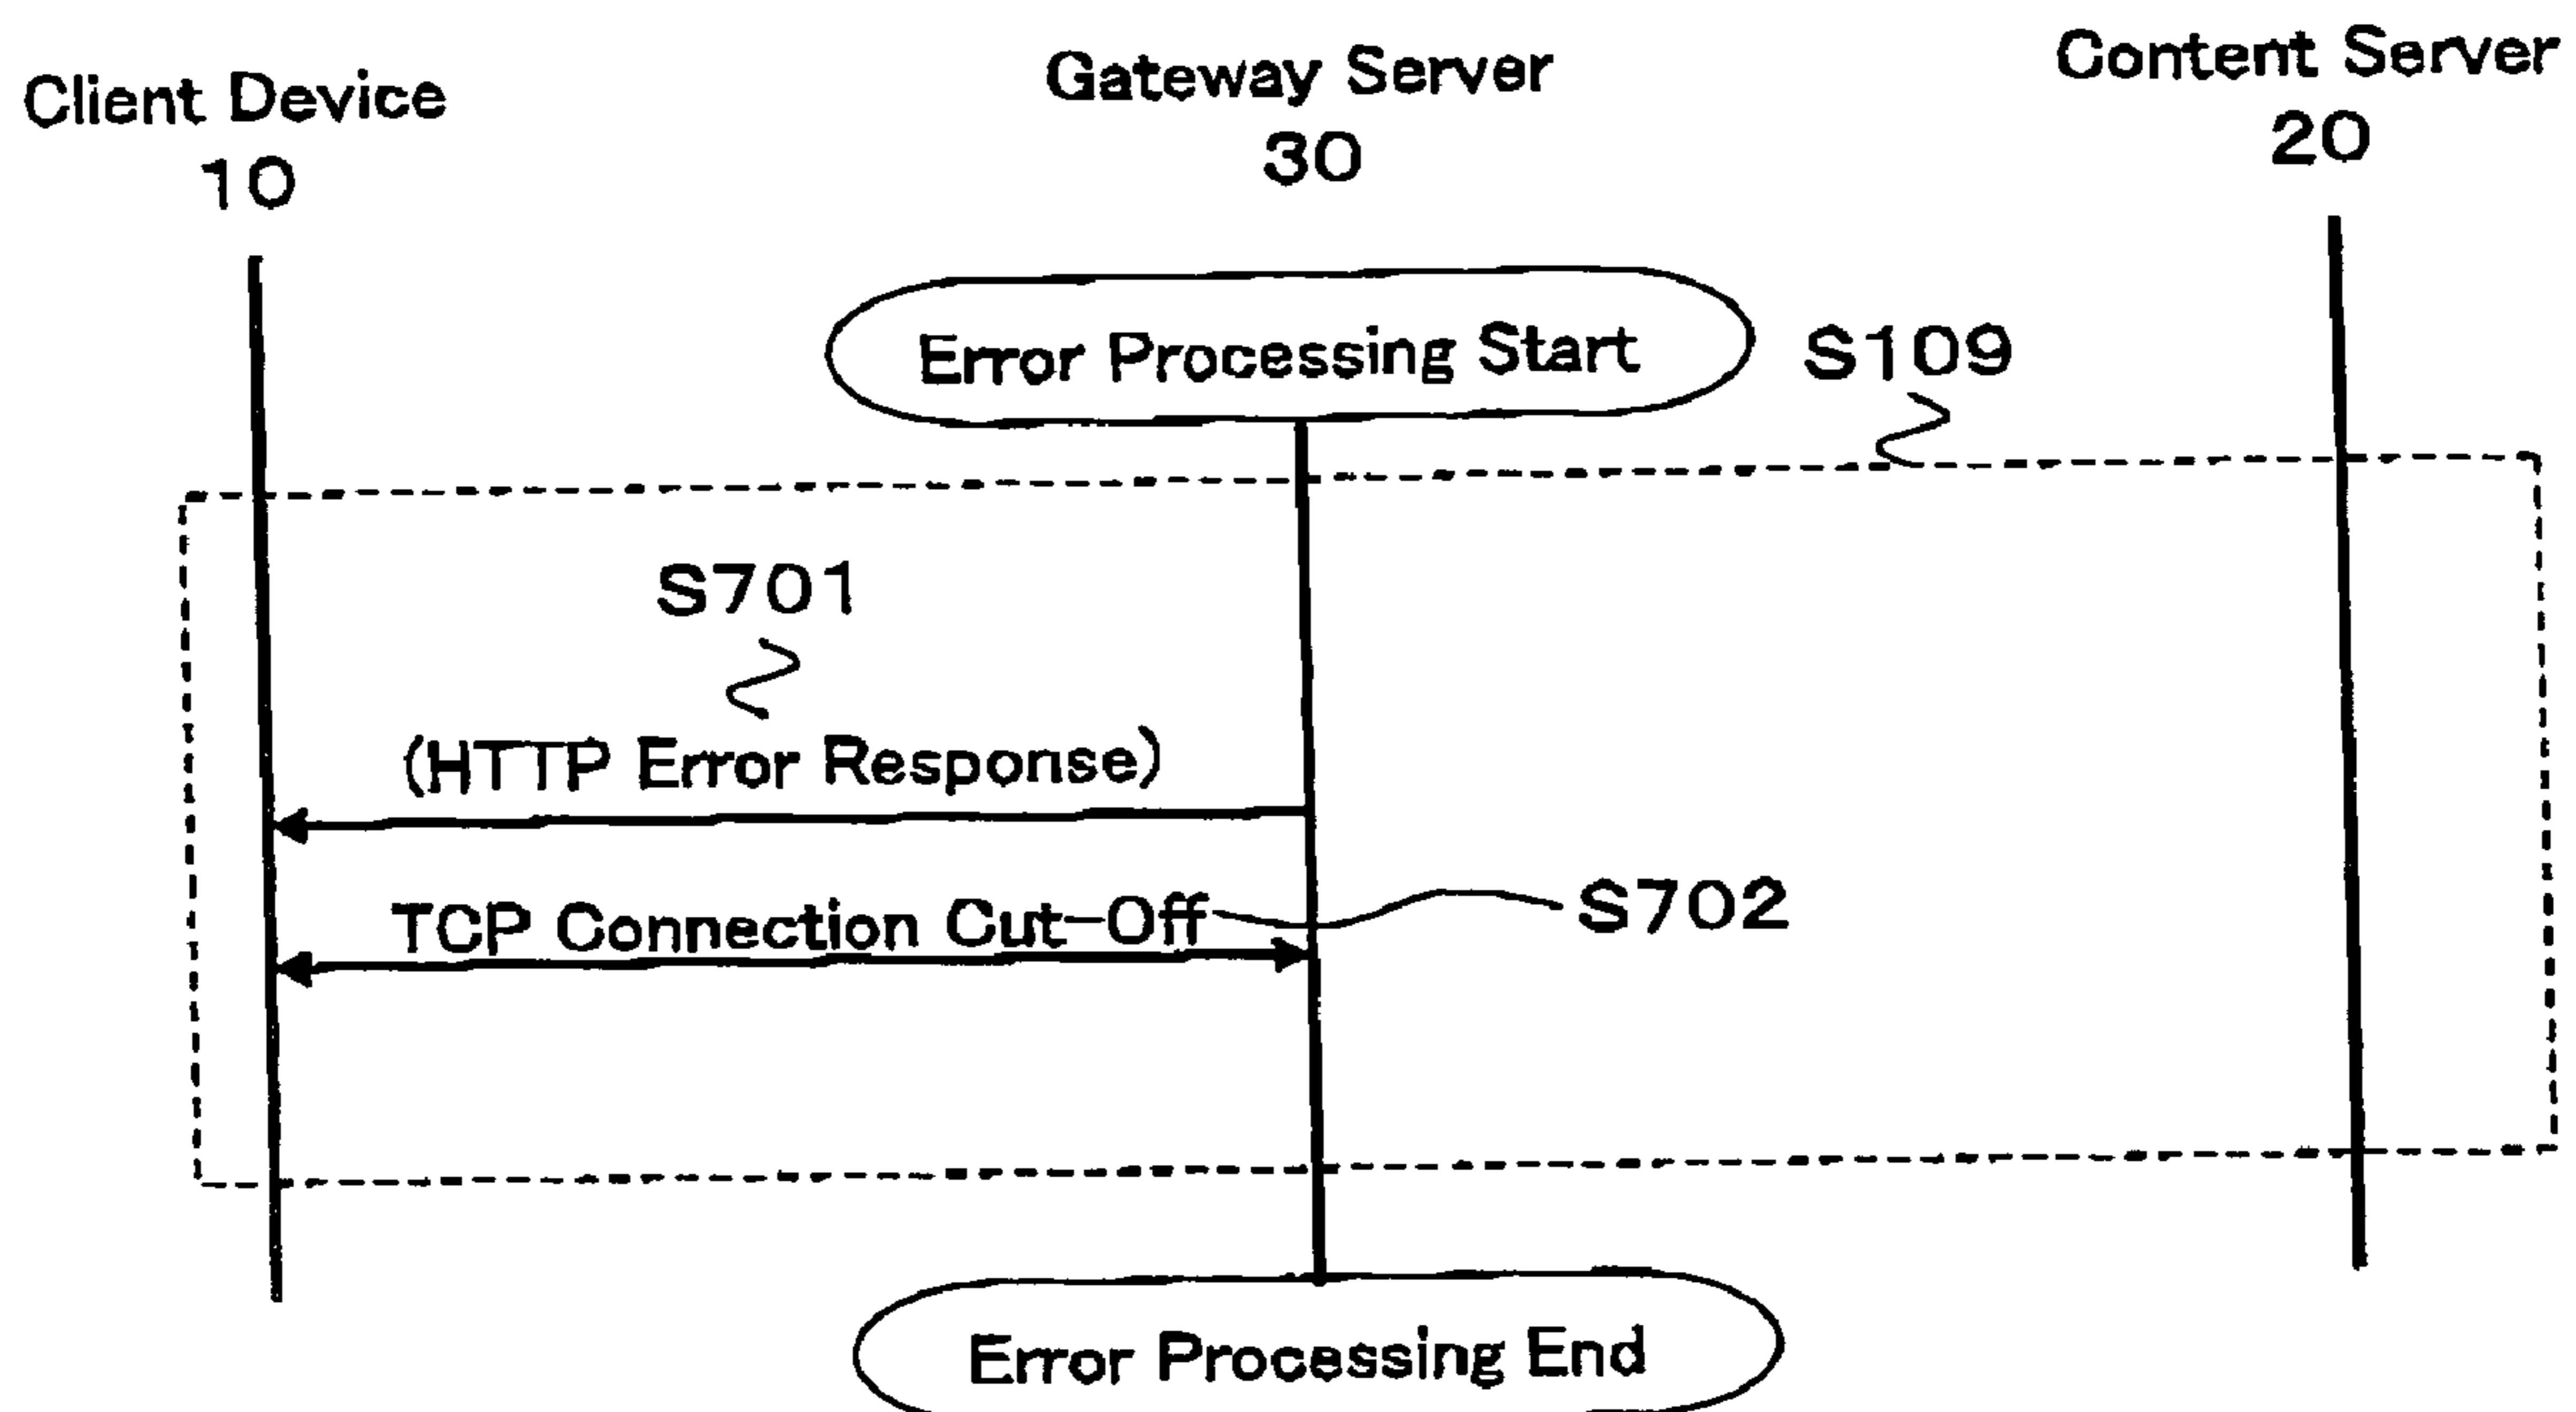 Client Device
10
Gateway Server
30
Content Server
20
Error Processing Start
S109
S701
(HTTP Error Response)
TCP Connection Cut-Off
S702
Error Processing End